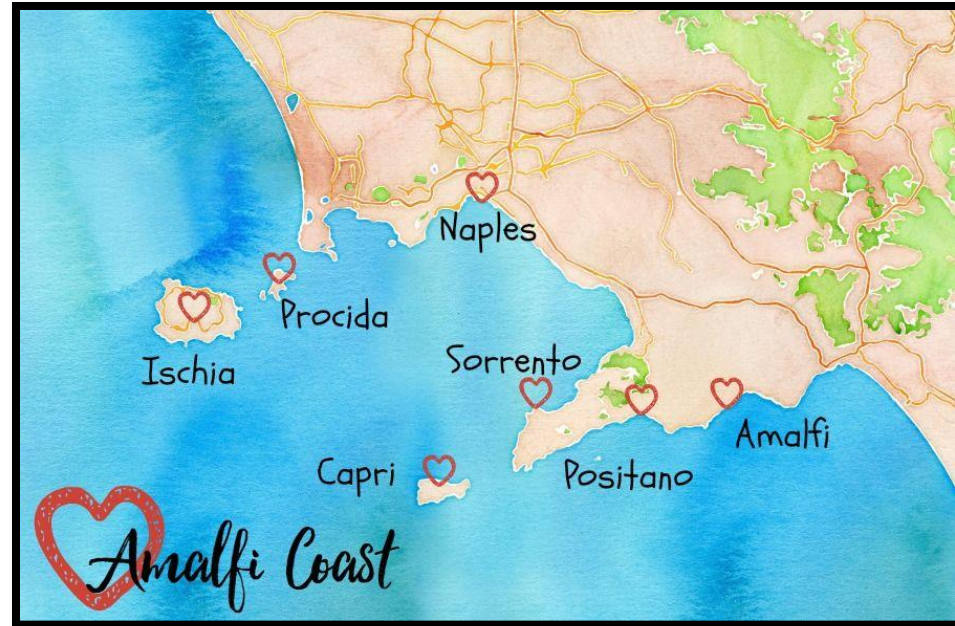 Naples
Procida
Ischia
Sorrento
Amalfi
Capri
Positano
Amalfi Coast